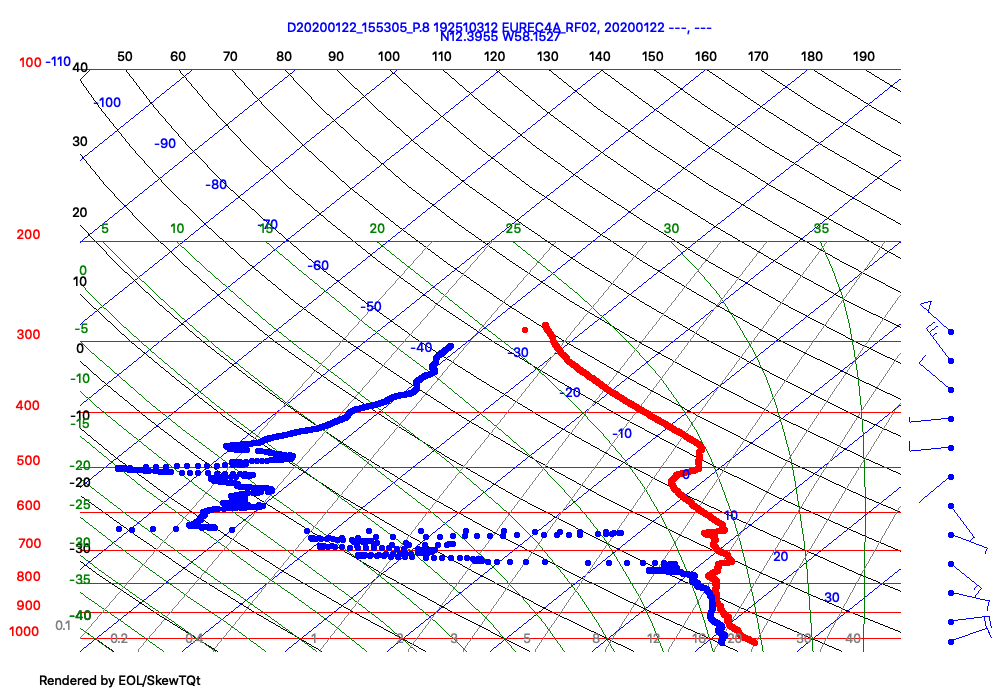 D20200122_155305_P.8 192510312 EUREC4A_RF02, 20200122 ---, ---
N12.3955 W58.1527
50 60 70 80 90 100 110 120 130 140 150 160 170 180 190
100 -110 40
-100
30 -90
-80
20 -70
200 5 10 15 20 25 30 35
-60
0
10
-50
-5
300 0 -40 -30
-10 -20
400 -10
-15 -10
500 -20 0
-20
600 -25 10
700 -30
-30 20
800 -35
900 -40 30
1000 0.1 0.2 0.4 1 2 3 5 8 12 16 20 30 40
Rendered by EOL/SkewTQt